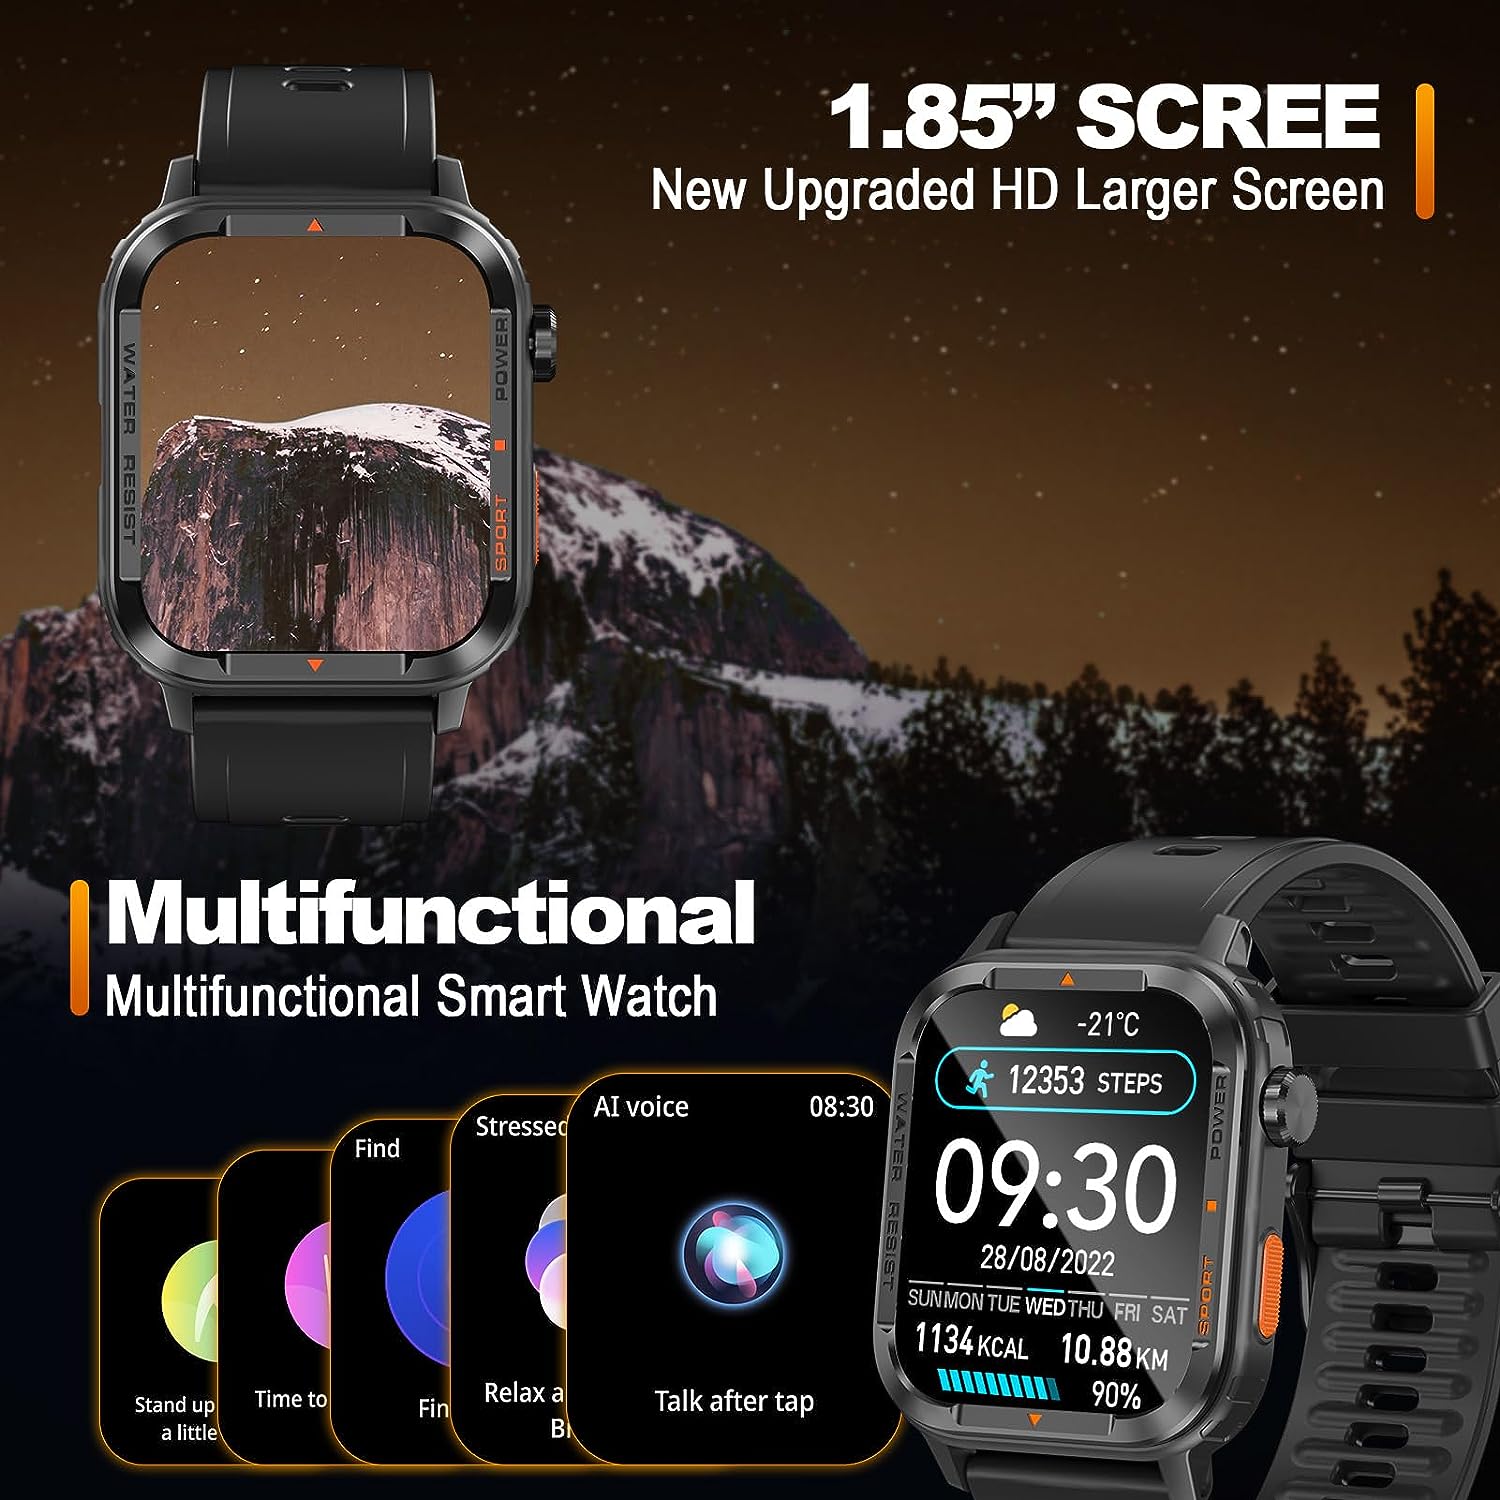 1.85” SCREE
New Upgraded HD Larger Screen
WATER RESIST
POWER
SPORT
Multifunctional
Multifunctional Smart Watch
Stand up
a little
Time to
Find
Fin
Stressed
Relax a
AI voice
08:30
Talk after tap
-21°C
12353 STEPS
09:30
28/08/2022
SUN MON TUE WED THU FRI SAT
1134 KCAL 10.88 KM
90%
WATER RESIST
POWER
SPORT